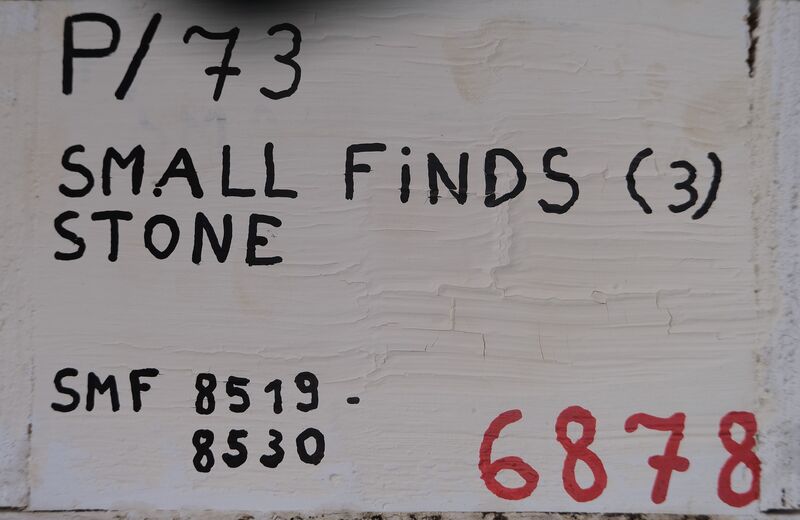 P/73
SMALL FiNDS (3)
STONE
SMF 8519-
8530
6878